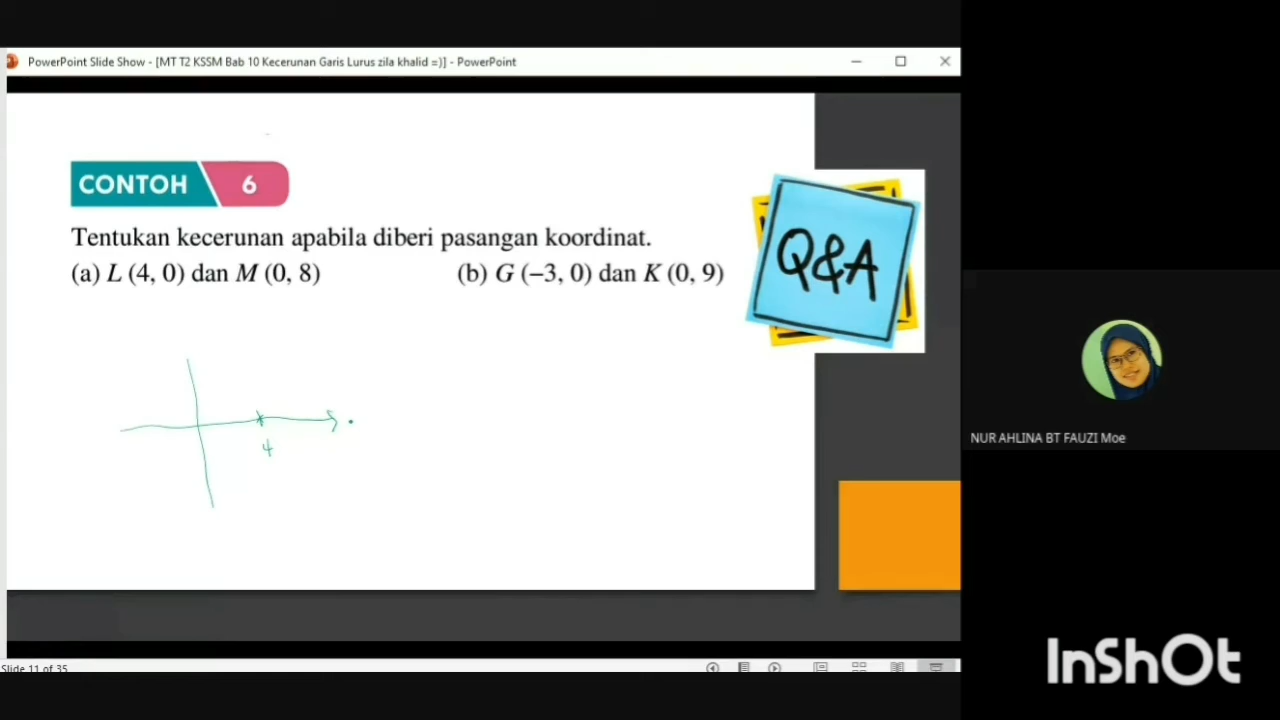 PowerPoint Slide Show - [MT T2 KSSM Bab 10 Kecerunan Garis Lurus zila khalid =)] - PowerPoint
CONTOH 6
Tentukan kecerunan apabila diberi pasangan koordinat.
(a) L (4, 0) dan M (0, 8) (b) G (–3, 0) dan K (0, 9)
Q&A
4
NUR AHLINA BT FAUZI Moe
Slide 11 of 35
InShOt